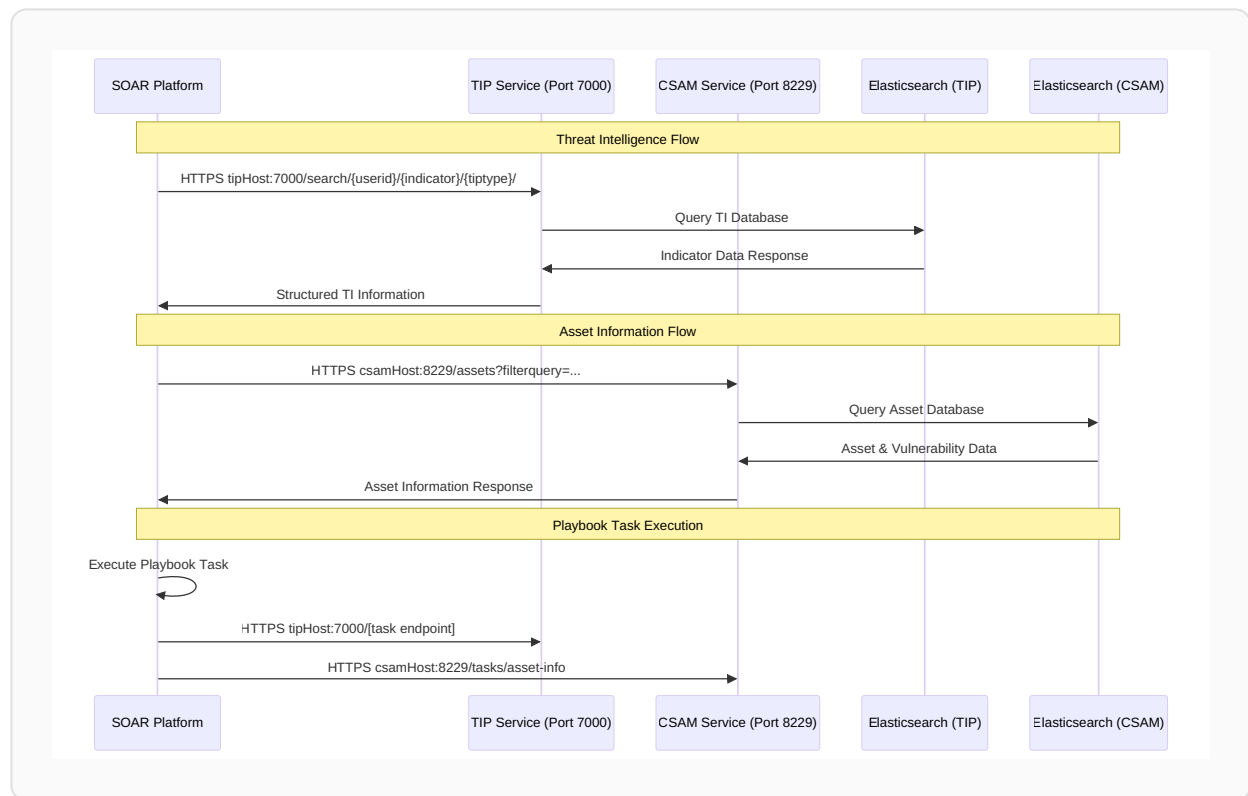 SOAR Platform
TIP Service (Port 7000)
CSAM Service (Port 8229)
Elasticsearch (TIP)
Elasticsearch (CSAM)
Threat Intelligence Flow
HTTPS tipHost:7000/search/{userid}/{indicator}/{tiptype}/
Query TI Database
Indicator Data Response
Structured TI Information
Asset Information Flow
HTTPS csamHost:8229/assets?filterquery=...
Query Asset Database
Asset & Vulnerability Data
Asset Information Response
Playbook Task Execution
Execute Playbook Task
HTTPS tipHost:7000/[task endpoint]
HTTPS csamHost:8229/tasks/asset-info
SOAR Platform
TIP Service (Port 7000)
CSAM Service (Port 8229)
Elasticsearch (TIP)
Elasticsearch (CSAM)